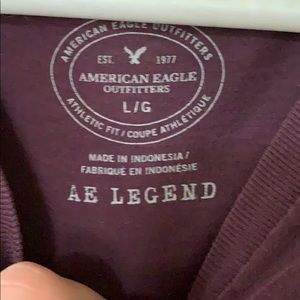 AMERICAN EAGLE OUTFITTERS
EST. 1977
AMERICAN EAGLE
OUTFITTERS
L/G
ATHLETIC FIT / COUPE ATHLÉTIQUE
MADE IN INDONESIA /
FABRIQUÉ EN INDONÉSIE
AE LEGEND